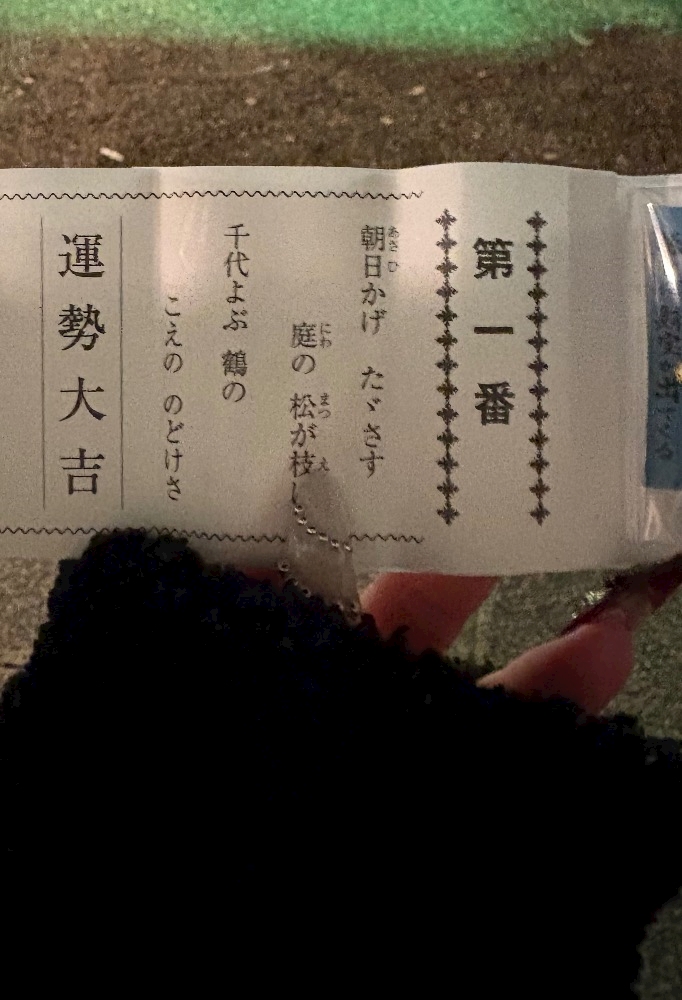 第一番
朝日かげ たゞさす
庭の 松が枝に
千代よぶ 鶴の
こえの のどけさ
運勢大吉